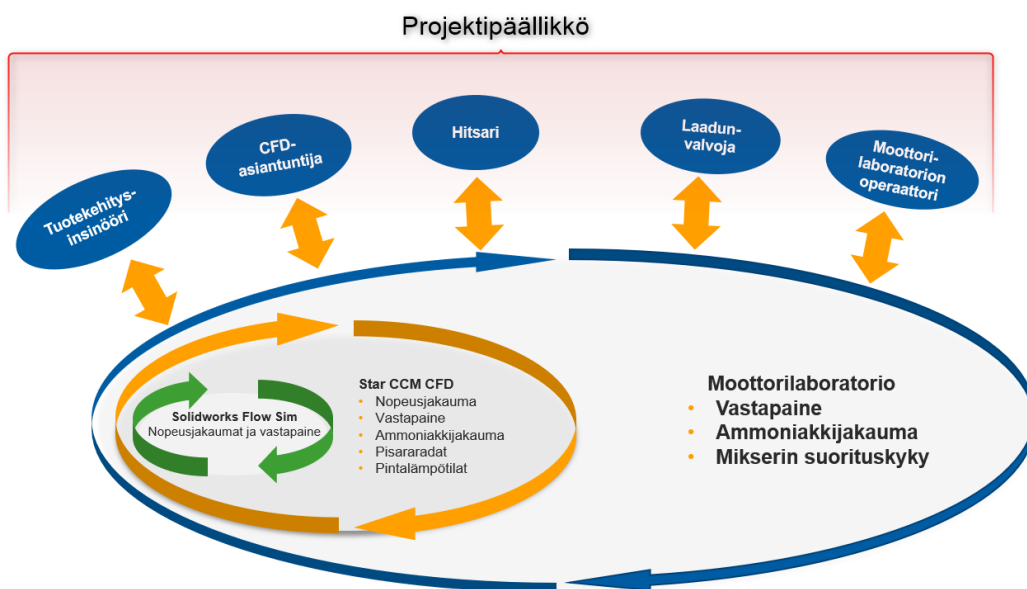 Projektipäällikkö
Tuotekehitys-
insinööri
CFD-
asiantuntija
Hitsari
Laadun-
valvoja
Moottori-
laboratorion
operaattori
Solidworks Flow Sim
Nopeusjakaumat ja vastapaine
Star CCM CFD
• Nopeusjakauma
• Vastapaine
• Ammoniakkijakauma
• Pisararadat
• Pintalämpötilat
Moottorilaboratorio
• Vastapaine
• Ammoniakkijakauma
• Mikserin suorituskyky